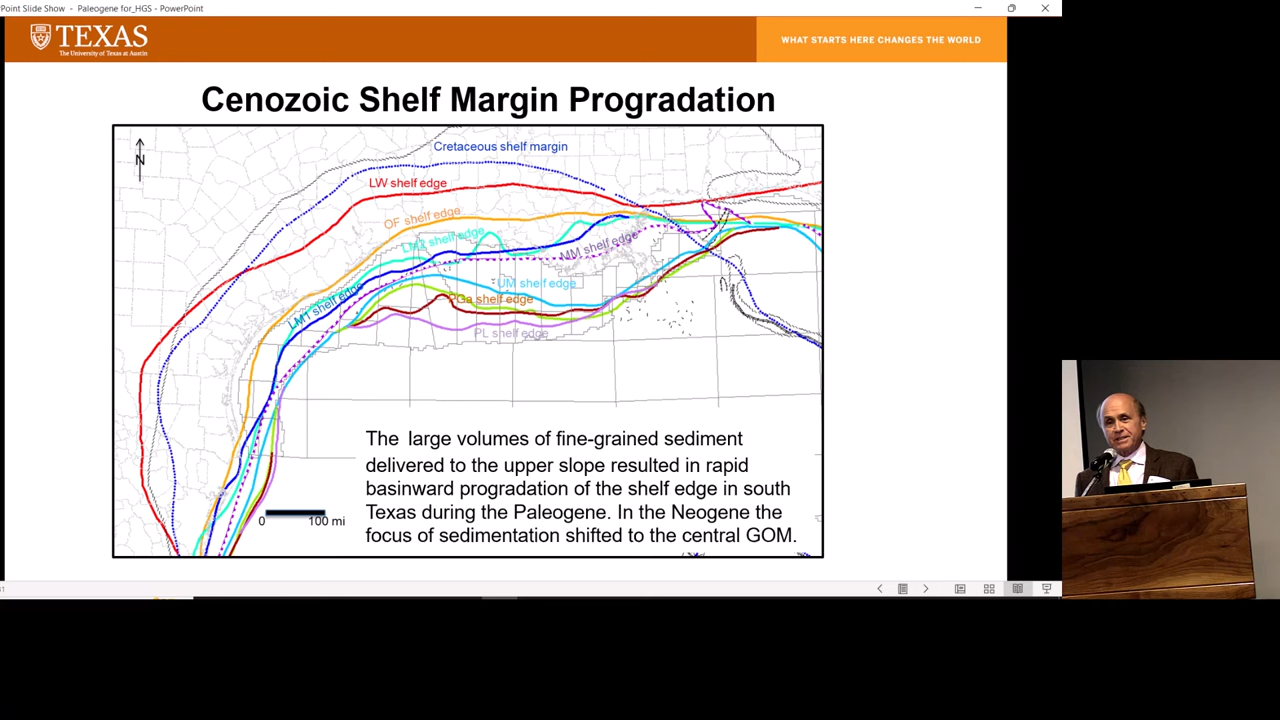 Point Slide Show - Paleogene for_HGS - PowerPoint
TEXAS
The University of Texas at Austin
WHAT STARTS HERE CHANGES THE WORLD
Cenozoic Shelf Margin Progradation
N
Cretaceous shelf margin
LW shelf edge
OF shelf edge
LM2 shelf edge
MM shelf edge
UM shelf edge
LM1 shelf edge
PGa shelf edge
PL shelf edge
The large volumes of fine-grained sediment
delivered to the upper slope resulted in rapid
basinward progradation of the shelf edge in south
Texas during the Paleogene. In the Neogene the
focus of sedimentation shifted to the central GOM.
0 100 mi